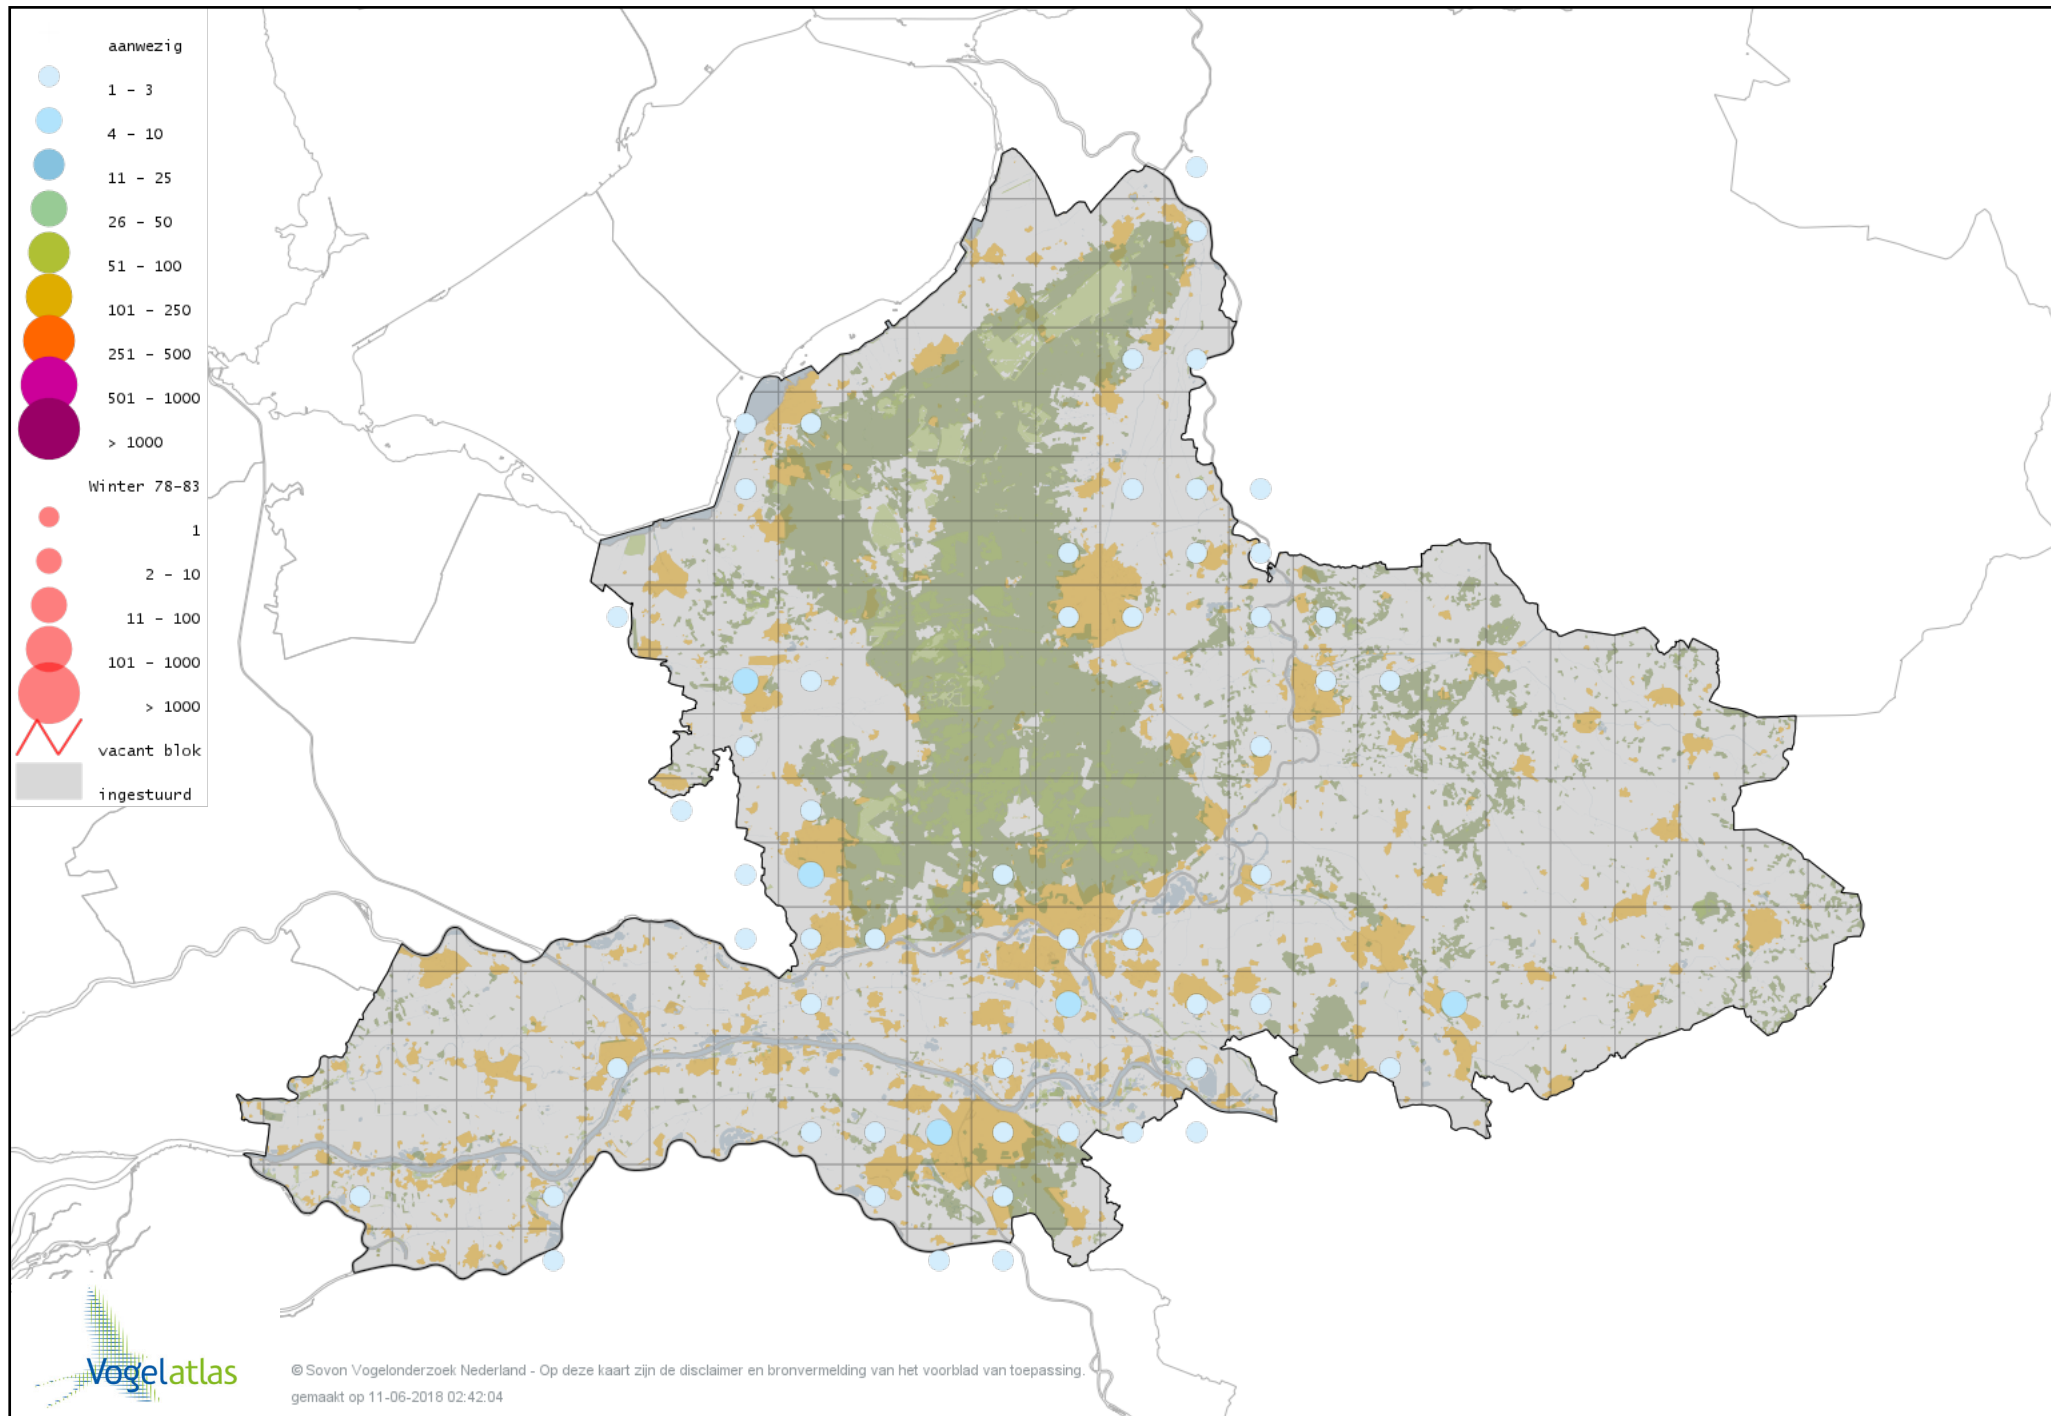 aanwezig
1 - 3
4 - 10
11 - 25
26 - 50
51 - 100
101 - 250
251 - 500
501 - 1000
> 1000
Winter 78-83
1
2 - 10
11 - 100
101 - 1000
> 1000
vacant blok
ingestuurd
Vogelatlas
© Sovon Vogelonderzoek Nederland - Op deze kaart zijn de disclaimer en bronvermelding van het voorblad van toepassing.
gemaakt op 11-06-2018 02:42:04